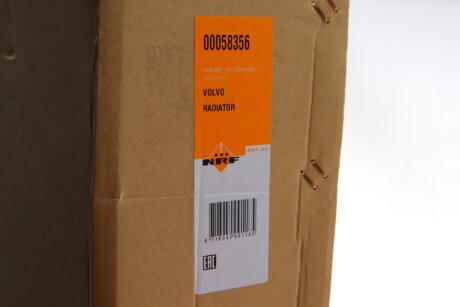 00058356
THE ART OF COOLING
VOLVO
RADIATOR
NRF
NRF.EU
EAC